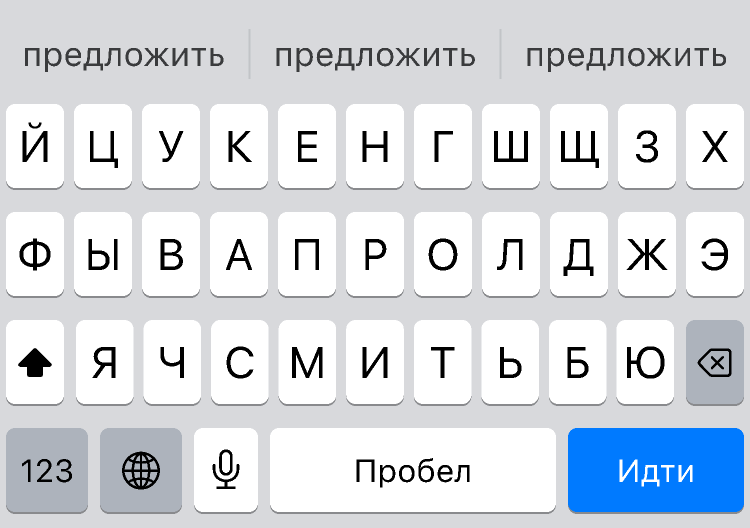 предложить предложить предложить
Й Ц У К Е Н Г Ш Щ З Х
Ф Ы В А П Р О Л Д Ж Э
Я Ч С М И Т Ь Б Ю
123 Пробел Идти